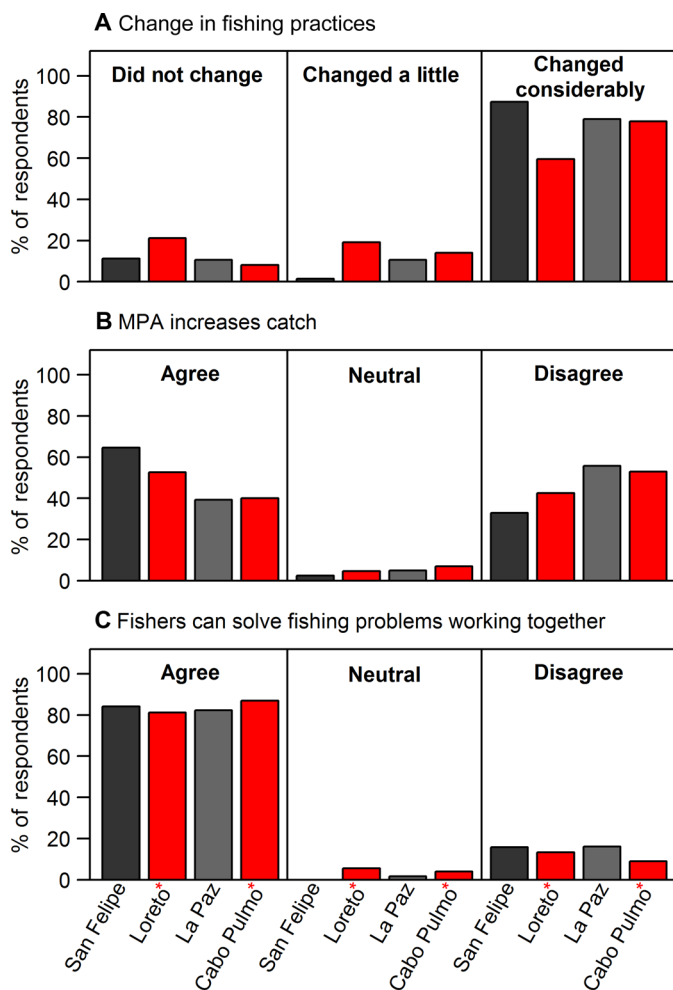 A Change in fishing practices
Did not change
Changed a little
Changed
considerably
% of respondents
100
80
60
40
20
0
B MPA increases catch
Agree
Neutral
Disagree
% of respondents
100
80
60
40
20
0
C Fishers can solve fishing problems working together
Agree
Neutral
Disagree
% of respondents
100
80
60
40
20
0
San Felipe
Loreto*
La Paz
Cabo Pulmo*
San Felipe
Loreto*
La Paz
Cabo Pulmo*
San Felipe
Loreto*
La Paz
Cabo Pulmo*